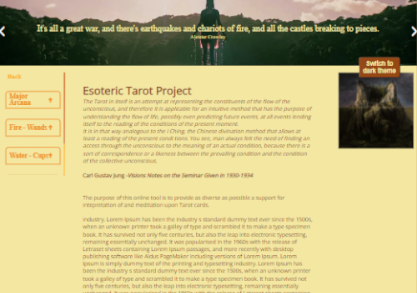 It's all a great war, and there's earthquakes and chariots of fire, and all the castles breaking to pieces.
Aleister Crowley
switch to
dark theme
Back
Major
Arcana
Fire - Wands
Water - Cups
Esoteric Tarot Project
The Tarot in itself is an attempt at representing the constituents of the flow of the
unconscious, and therefore it is applicable for an intuitive method that has the purpose of
understanding the flow of life, possibly even predicting future events, at all events lending
itself to the reading of the conditions of the present moment.
It is in that way analogous to the I Ching, the Chinese divination method that allows at
least a reading of the present conditions. You see, man always felt the need of finding an
access through the unconscious to the meaning of an actual condition, because there is a
sort of correspondence or a likeness between the prevailing condition and the condition
of the collective unconscious.
Carl Gustav Jung -Visions Notes on the Seminar Given in 1930-1934
The purpose of this online tool is to provide as diverse as possible a support for
interpretation of and meditation upon Tarot cards.
industry. Lorem Ipsum has been the industry's standard dummy text ever since the 1500s,
when an unknown printer took a galley of type and scrambled it to make a type specimen
book. It has survived not only five centuries, but also the leap into electronic typesetting,
remaining essentially unchanged. It was popularised in the 1960s with the release of
Letraset sheets containing Lorem Ipsum passages, and more recently with desktop
publishing software like Aldus PageMaker including versions of Lorem Ipsum. Lorem
Ipsum is simply dummy text of the printing and typesetting industry. Lorem Ipsum has
been the industry's standard dummy text ever since the 1500s, when an unknown printer
took a galley of type and scrambled it to make a type specimen book. It has survived not
only five centuries, but also the leap into electronic typesetting, remaining essentially